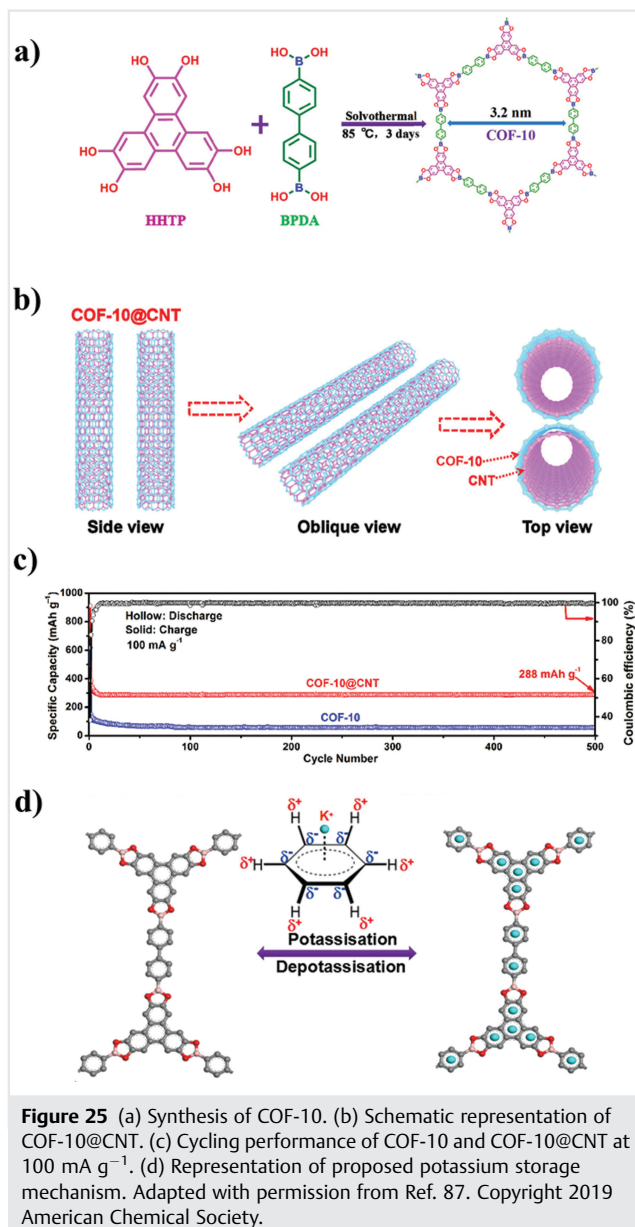 a)
HO
OH
HO
OH
HO
OH
HHTP
+
HO
OH
B
B
HO
OH
BPDA
Solvothermal
85 ℃, 3 days
3.2 nm
COF-10
b)
COF-10@CNT
COF-10
CNT
Side view
Oblique view
Top view
c)
Specific Capacity (mAh g⁻¹)
1000
800
600
400
200
0
Hollow: Discharge
Solid: Charge
100 mA g⁻¹
COF-10@CNT
288 mAh g⁻¹
COF-10
0 100 200 300 400 500
Cycle Number
100
80
60
40
Coulombic efficiency (%)
d)
δ⁺ K⁺ δ⁺
H δ⁻ δ⁻ H
δ⁺ H δ⁻ δ⁻ H δ⁺
δ⁻ δ⁻
H H
δ⁺ δ⁺
Potassisation
Depotassisation
Figure 25 (a) Synthesis of COF-10. (b) Schematic representation of
COF-10@CNT. (c) Cycling performance of COF-10 and COF-10@CNT at
100 mA g⁻¹. (d) Representation of proposed potassium storage
mechanism. Adapted with permission from Ref. 87. Copyright 2019
American Chemical Society.